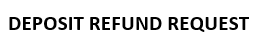 DEPOSIT REFUND REQUEST